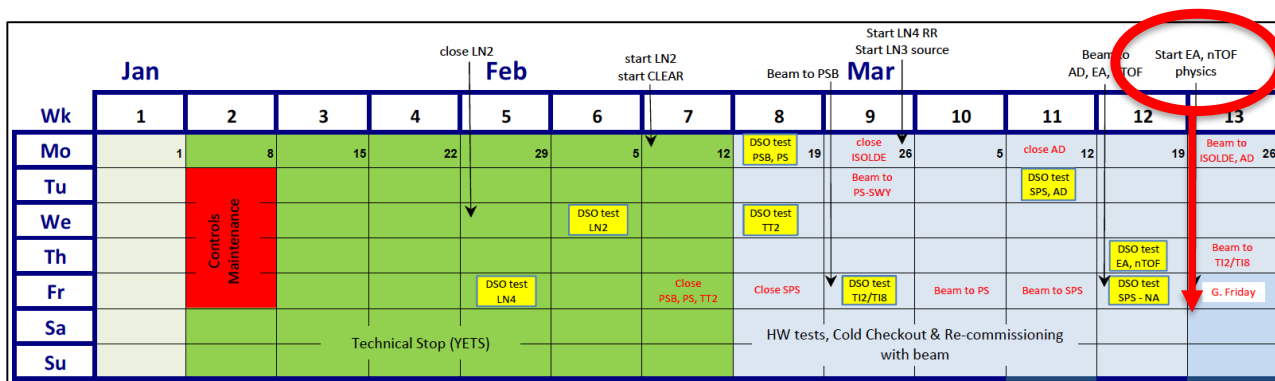 Start LN4 RR
Start LN3 source
close LN2
start LN2
start CLEAR
Beam to PSB
Beam to
AD, EA, nTOF
Start EA, nTOF
physics
Jan Feb Mar
Wk 1 2 3 4 5 6 7 8 9 10 11 12 13
Mo 1 8 15 22 29 5 12 DSO test 19 close 26 5 close AD 12 19 Beam to 26
PSB, PS ISOLDE ISOLDE, AD
Tu Beam to DSO test
PS-SWY SPS, AD
Controls
Maintenance
We DSO test DSO test
LN2 TT2
Th DSO test Beam to
EA, nTOF TI2/TI8
Fr DSO test Close Close SPS DSO test Beam to PS Beam to SPS DSO test G. Friday
LN4 PSB, PS, TT2 TI2/TI8 SPS - NA
Sa Technical Stop (YETS) HW tests, Cold Checkout & Re-commissioning
with beam
Su